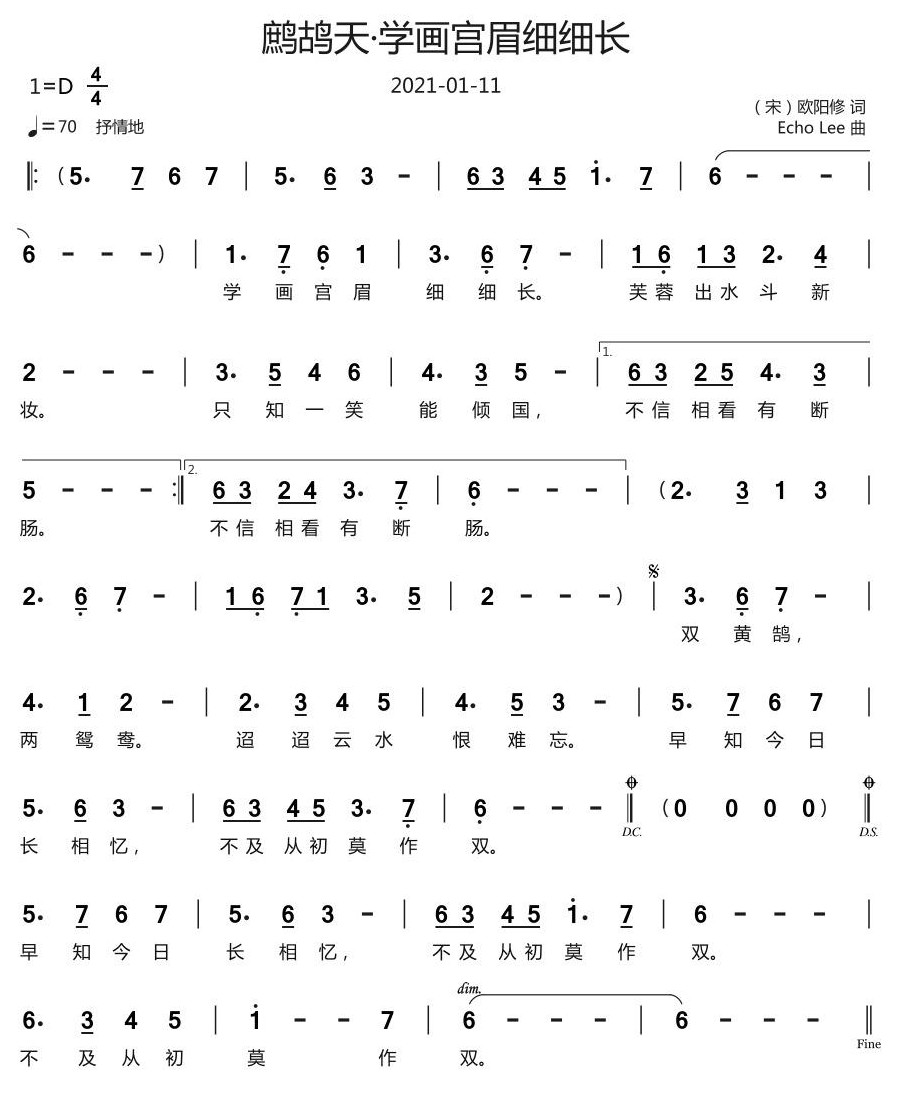 鹧鸪天·学画宫眉细细长
1=D 4/4
2021-01-11
♩=70 抒情地
（宋）欧阳修 词
Echo Lee 曲
‖: (5. 7 6 7 | 5. 6 3 - | 6 3 4 5 1. 7 | 6 - - - |
6 - - -) | 1. 7 6 1 | 3. 6 7 - | 1 6 1 3 2. 4 |
学 画 宫 眉 细 细 长。 芙 蓉 出 水 斗 新
2 - - - | 3. 5 4 6 | 4. 3 5 - | 1. 6 3 2 5 4. 3 |
妆。 只 知 一 笑 能 倾 国， 不 信 相 看 有 断
5 - - - :‖ 2. 6 3 2 4 3. 7 | 6 - - - | (2. 3 1 3 |
肠。 不 信 相 看 有 断 肠。
2. 6 7 - | 1 6 7 1 3. 5 | 2 - - -) | 3. 6 7 - |
双 黄 鹄，
4. 1 2 - | 2. 3 4 5 | 4. 5 3 - | 5. 7 6 7 |
两 鸳 鸯。 迢 迢 云 水 恨 难 忘。 早 知 今 日
5. 6 3 - | 6 3 4 5 3. 7 | 6 - - - ‖ (0 0 0 0) ‖
D.C. D.S.
长 相 忆， 不 及 从 初 莫 作 双。
5. 7 6 7 | 5. 6 3 - | 6 3 4 5 1. 7 | 6 - - - |
早 知 今 日 长 相 忆， 不 及 从 初 莫 作 双。
dim.
6. 3 4 5 | 1 - - 7 | 6 - - - | 6 - - - ‖
Fine
不 及 从 初 莫 作 双。